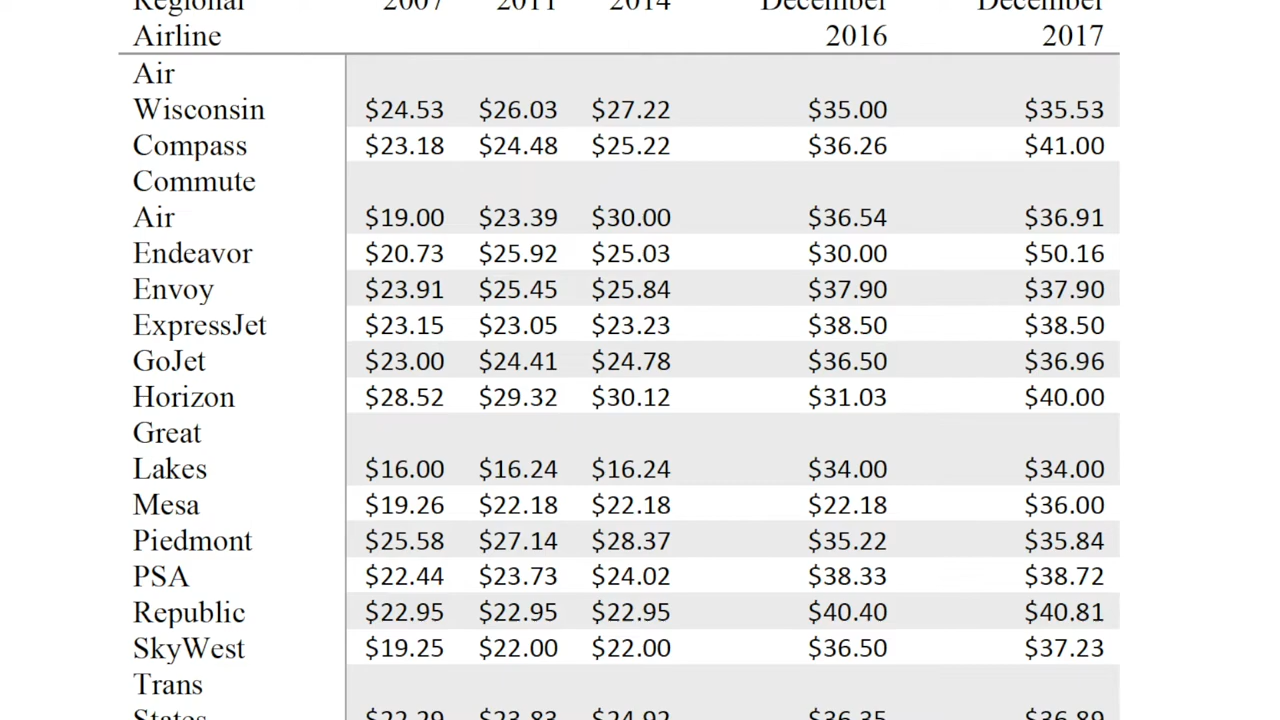 Regional 2007 2011 2014 December December
Airline 2016 2017
Air
Wisconsin $24.53 $26.03 $27.22 $35.00 $35.53
Compass $23.18 $24.48 $25.22 $36.26 $41.00
Commute
Air $19.00 $23.39 $30.00 $36.54 $36.91
Endeavor $20.73 $25.92 $25.03 $30.00 $50.16
Envoy $23.91 $25.45 $25.84 $37.90 $37.90
ExpressJet $23.15 $23.05 $23.23 $38.50 $38.50
GoJet $23.00 $24.41 $24.78 $36.50 $36.96
Horizon $28.52 $29.32 $30.12 $31.03 $40.00
Great
Lakes $16.00 $16.24 $16.24 $34.00 $34.00
Mesa $19.26 $22.18 $22.18 $22.18 $36.00
Piedmont $25.58 $27.14 $28.37 $35.22 $35.84
PSA $22.44 $23.73 $24.02 $38.33 $38.72
Republic $22.95 $22.95 $22.95 $40.40 $40.81
SkyWest $19.25 $22.00 $22.00 $36.50 $37.23
Trans
States $22.29 $23.83 $24.92 $36.35 $36.89